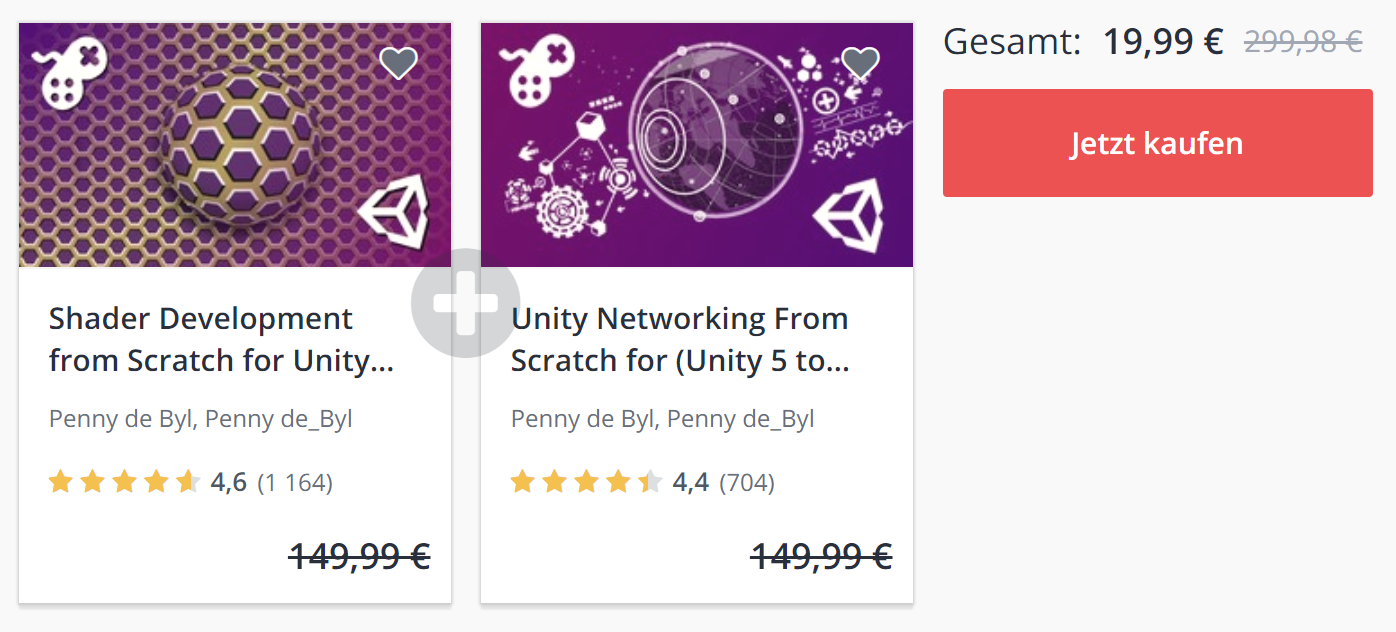 Shader Development
from Scratch for Unity...
Penny de Byl, Penny de_Byl
4,6 (1 164)
149,99 €
Unity Networking From
Scratch for (Unity 5 to...
Penny de Byl, Penny de_Byl
4,4 (704)
149,99 €
Gesamt: 19,99 € 299,98 €
Jetzt kaufen